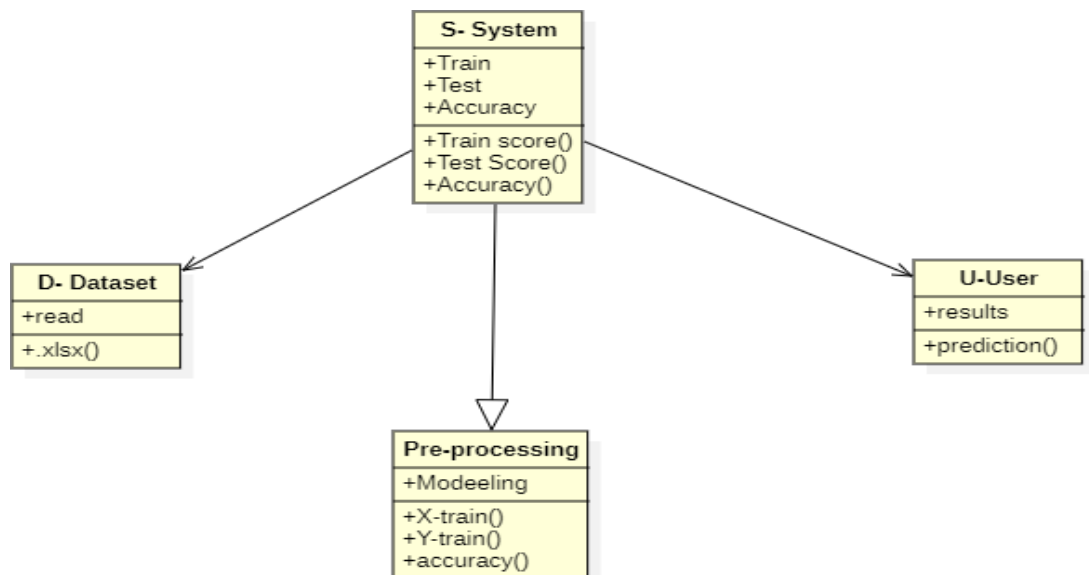 S- System
+Train
+Test
+Accuracy
+Train score()
+Test Score()
+Accuracy()
D- Dataset
+read
+.xlsx()
U-User
+results
+prediction()
Pre-processing
+Modeeling
+X-train()
+Y-train()
+accuracy()